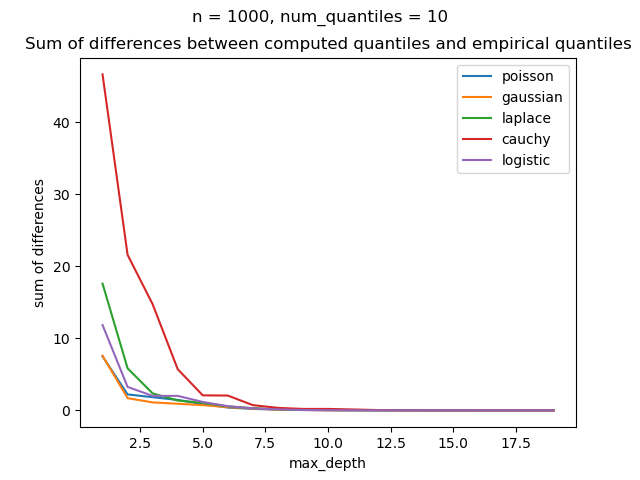 n = 1000, num_quantiles = 10
Sum of differences between computed quantiles and empirical quantiles
poisson
gaussian
laplace
cauchy
logistic
sum of differences
40
30
20
10
0
2.5 5.0 7.5 10.0 12.5 15.0 17.5
max_depth